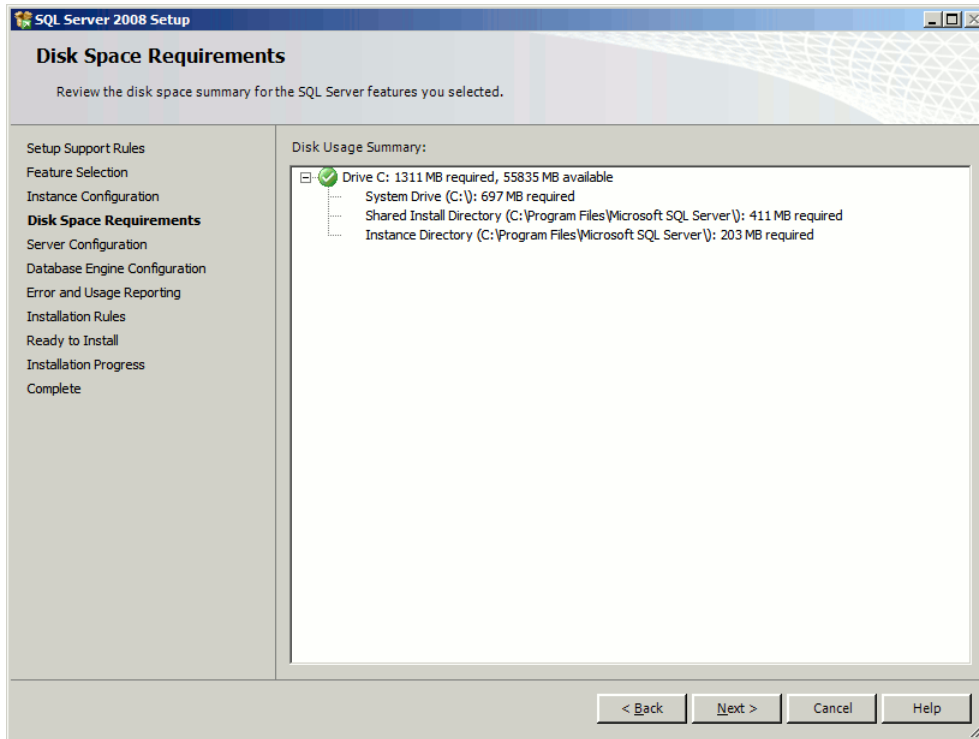 SQL Server 2008 Setup
Disk Space Requirements
Review the disk space summary for the SQL Server features you selected.
Setup Support Rules
Feature Selection
Instance Configuration
Disk Space Requirements
Server Configuration
Database Engine Configuration
Error and Usage Reporting
Installation Rules
Ready to Install
Installation Progress
Complete
Disk Usage Summary:
Drive C: 1311 MB required, 55835 MB available
System Drive (C:\): 697 MB required
Shared Install Directory (C:\Program Files\Microsoft SQL Server\): 411 MB required
Instance Directory (C:\Program Files\Microsoft SQL Server\): 203 MB required
< Back
Next >
Cancel
Help